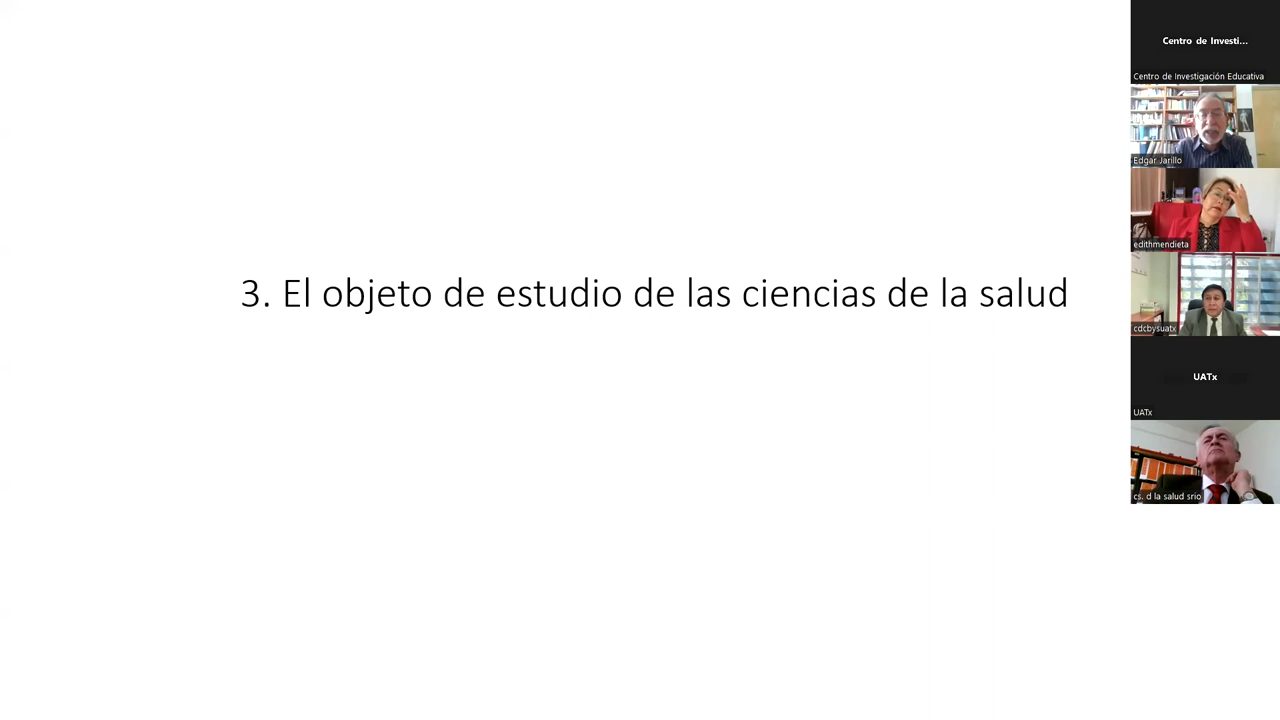 3. El objeto de estudio de las ciencias de la salud
Centro de Investi...
Centro de Investigación Educativa
Edgar Jarillo
edithmendieta
cdcbysuatx
UATx
UATx
cs. d la salud srio